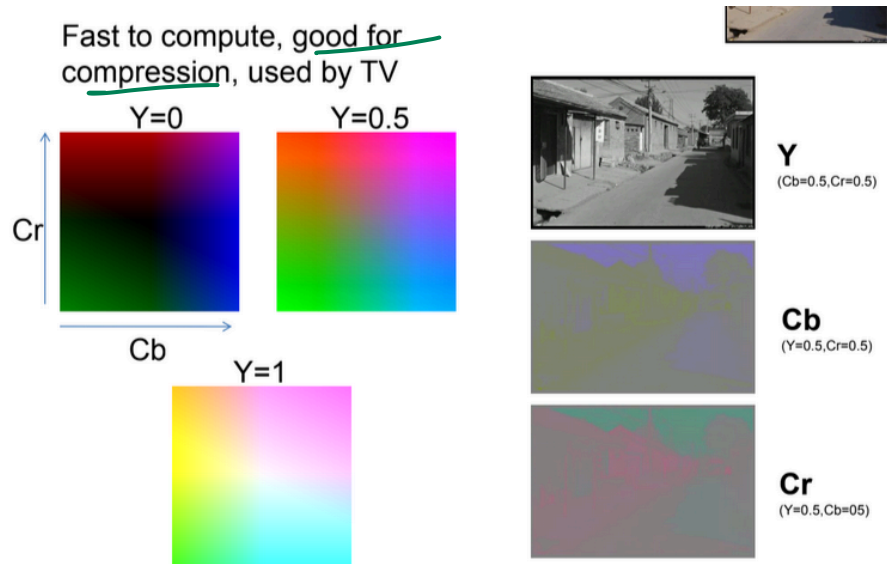 Fast to compute, good for
compression, used by TV
Y=0
Y=0.5
Cr
Cb
Y=1
Y
(Cb=0.5,Cr=0.5)
Cb
(Y=0.5,Cr=0.5)
Cr
(Y=0.5,Cb=05)